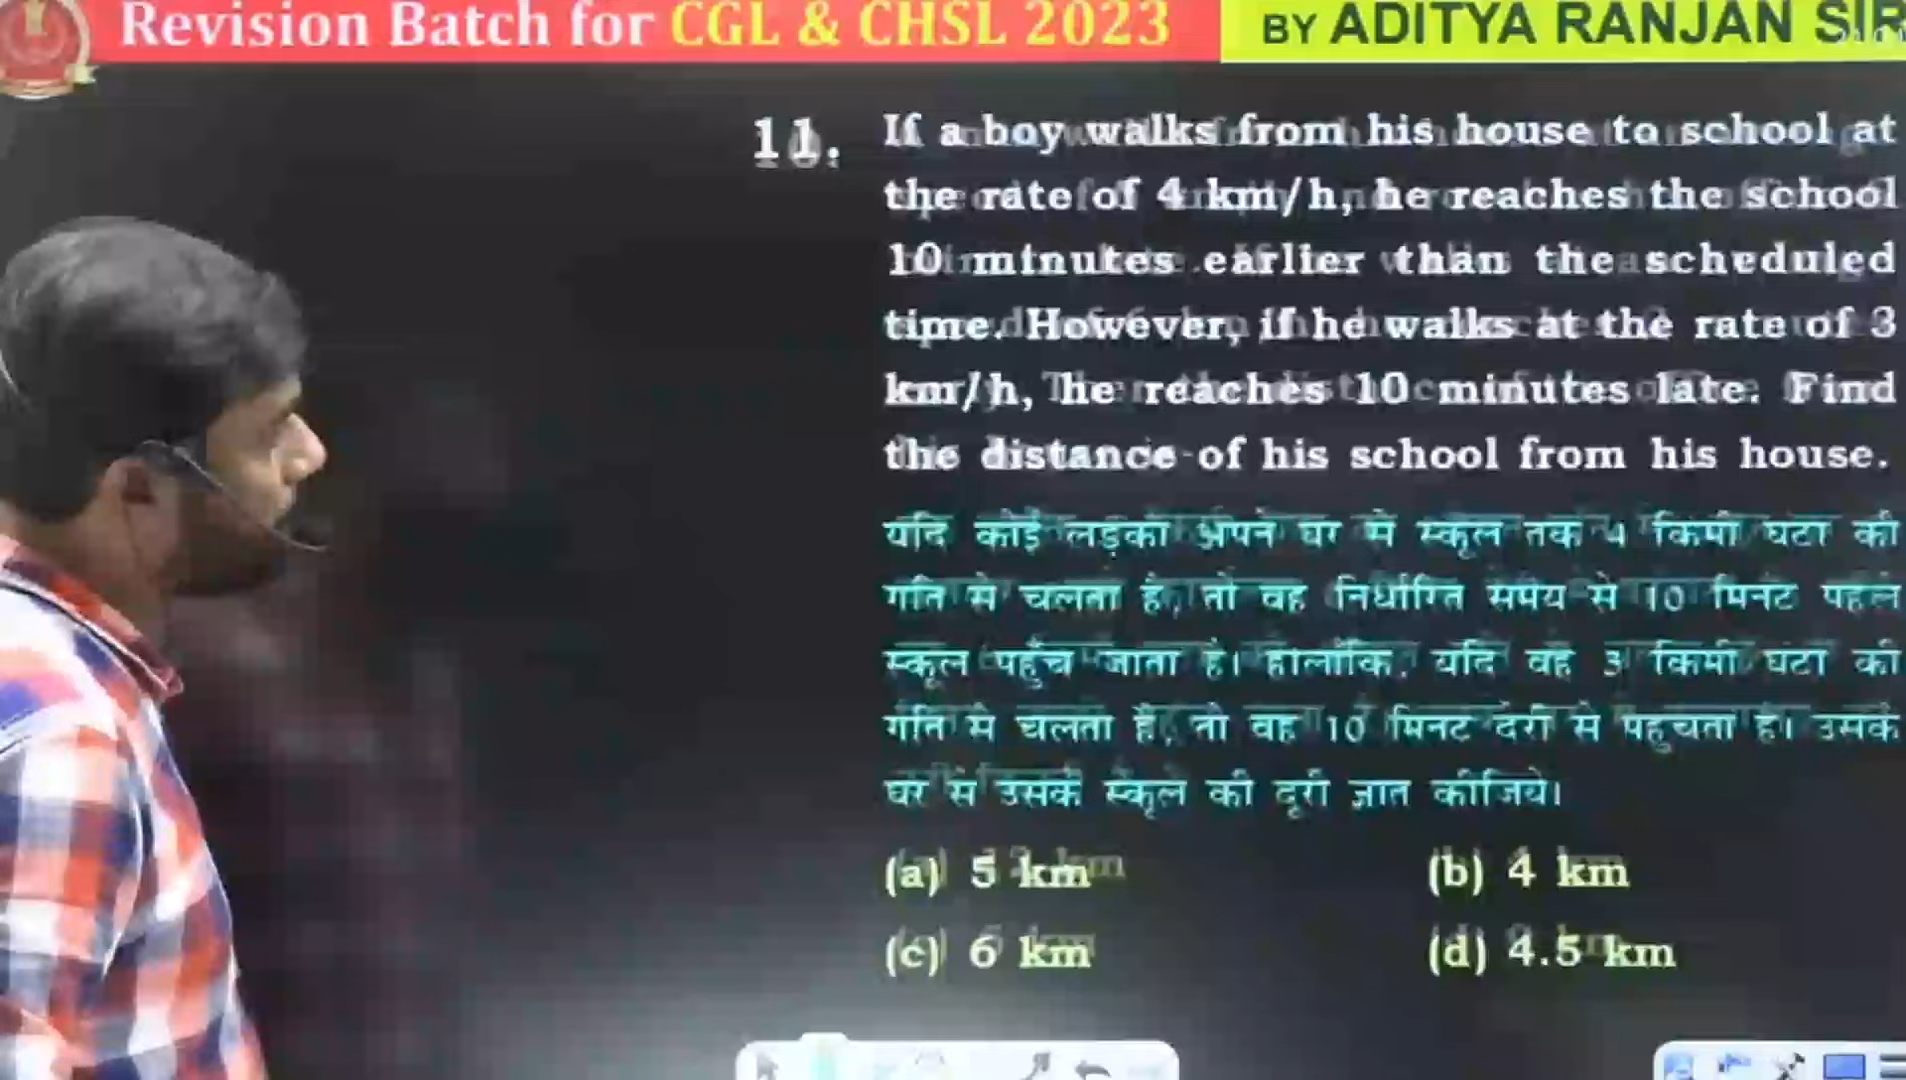 Revision Batch for CGL & CHSL 2023
BY ADITYA RANJAN SIR
11. If a boy walks from his house to school at
the rate of 4 km/h, he reaches the school
10 minutes earlier than the scheduled
time. However, if he walks at the rate of 3
km/h, he reaches 10 minutes late. Find
the distance of his school from his house.
यदि कोई लड़का अपने घर से स्कूल तक 4 किमी घंटा की
गति से चलता है, तो वह निर्धारित समय से 10 मिनट पहले
स्कूल पहुँच जाता है। हालांकि, यदि वह 3 किमी घंटा की
गति से चलता है, तो वह 10 मिनट देरी से पहुंचता है। उसके
घर से उसके स्कूल की दूरी ज्ञात कीजिये।
(a) 5 km (b) 4 km
(c) 6 km (d) 4.5 km